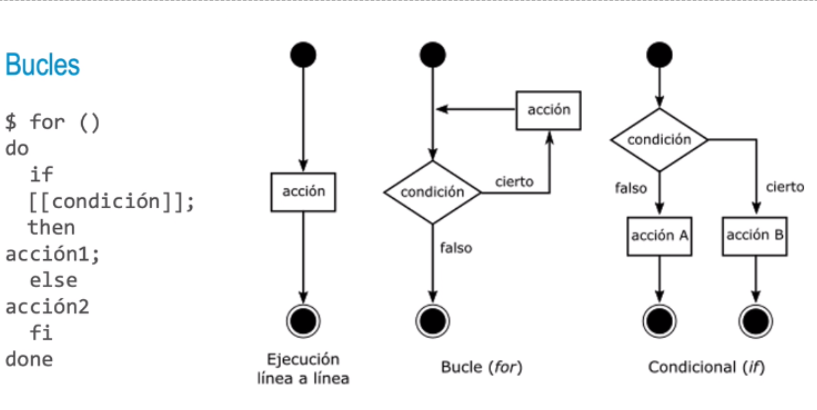 Bucles
$ for ()
do
if
[[condición]];
then
acción1;
else
acción2
fi
done
acción
Ejecución
línea a línea
acción
condición
cierto
falso
Bucle (for)
condición
falso
cierto
acción A
acción B
Condicional (if)